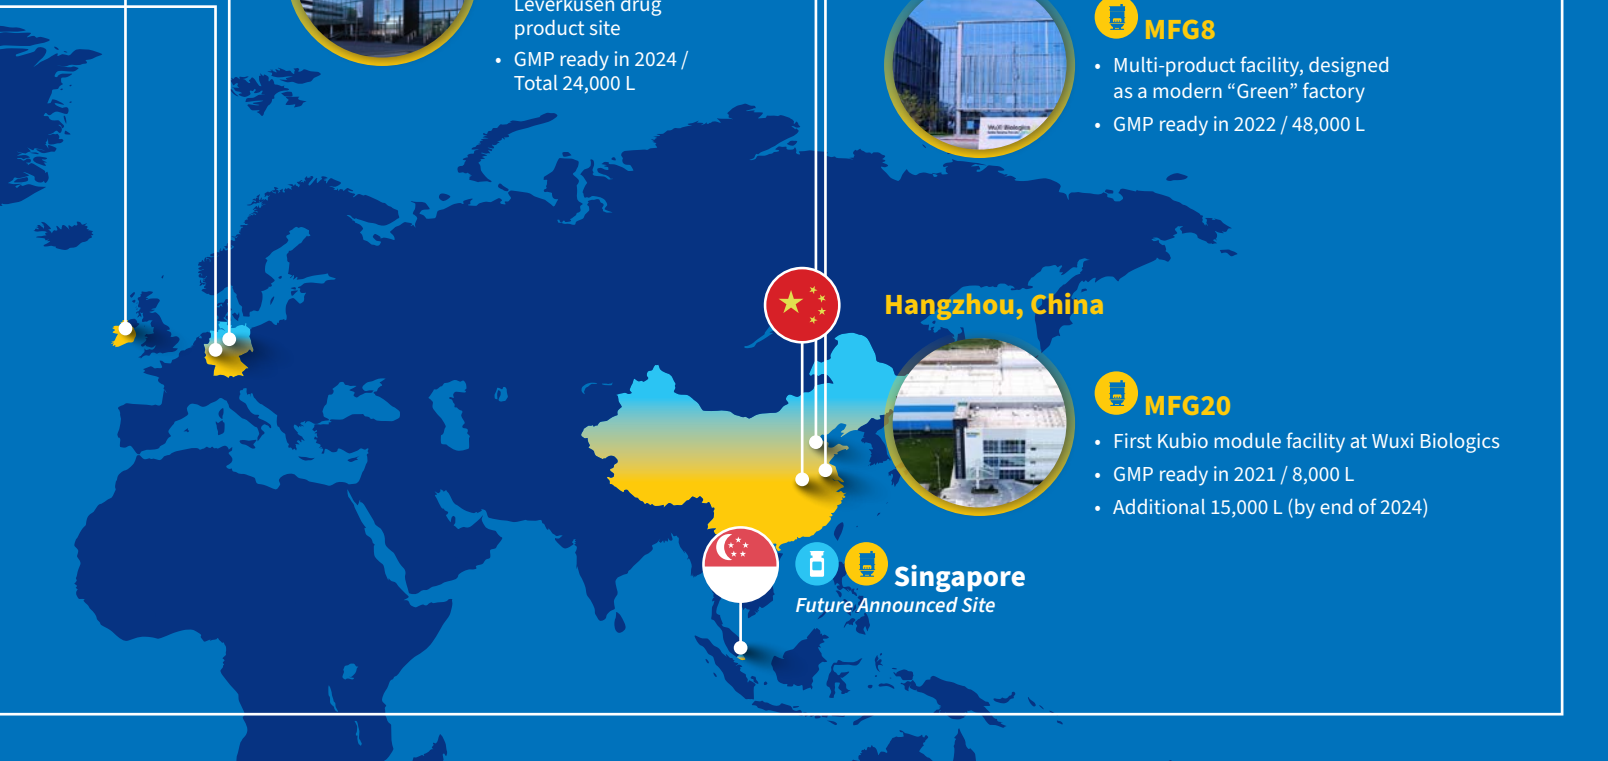 Leverkusen drug
product site
• GMP ready in 2024 /
Total 24,000 L
MFG8
• Multi-product facility, designed
as a modern “Green” factory
• GMP ready in 2022 / 48,000 L
WuXi Biologics
Hangzhou, China
MFG20
• First Kubio module facility at Wuxi Biologics
• GMP ready in 2021 / 8,000 L
• Additional 15,000 L (by end of 2024)
Singapore
Future Announced Site